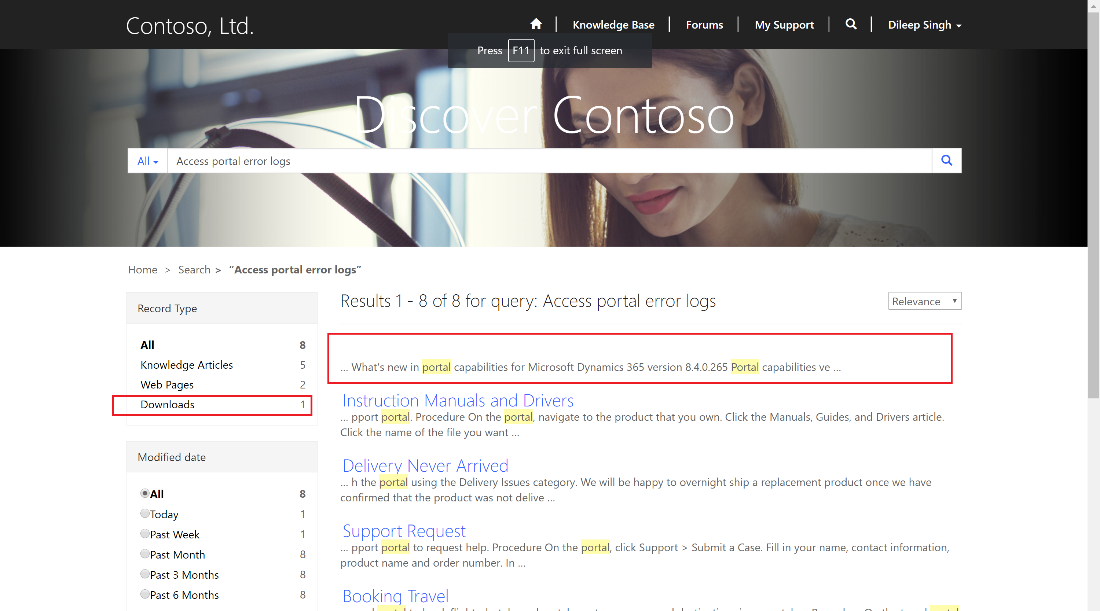 Contoso, Ltd.
Knowledge Base
Forums
My Support
Dileep Singh
Press F11 to exit full screen
Discover Contoso
All
Access portal error logs
Home > Search > "Access portal error logs"
Record Type
All 8
Knowledge Articles 5
Web Pages 2
Downloads 1
Modified date
All 8
Today 1
Past Week 1
Past Month 8
Past 3 Months 8
Past 6 Months 8
Results 1 - 8 of 8 for query: Access portal error logs
Relevance
... What's new in portal capabilities for Microsoft Dynamics 365 version 8.4.0.265 Portal capabilities ve ...
Instruction Manuals and Drivers
... pport portal. Procedure On the portal, navigate to the product that you own. Click the Manuals, Guides, and Drivers article.
Click the name of the file you want ...
Delivery Never Arrived
... h the portal using the Delivery Issues category. We will be happy to overnight ship a replacement product once we have
confirmed that the product was not delive ...
Support Request
... pport portal to request help. Procedure On the portal, click Support > Submit a Case. Fill in your name, contact information,
product name and order number. In ...
Booking Travel